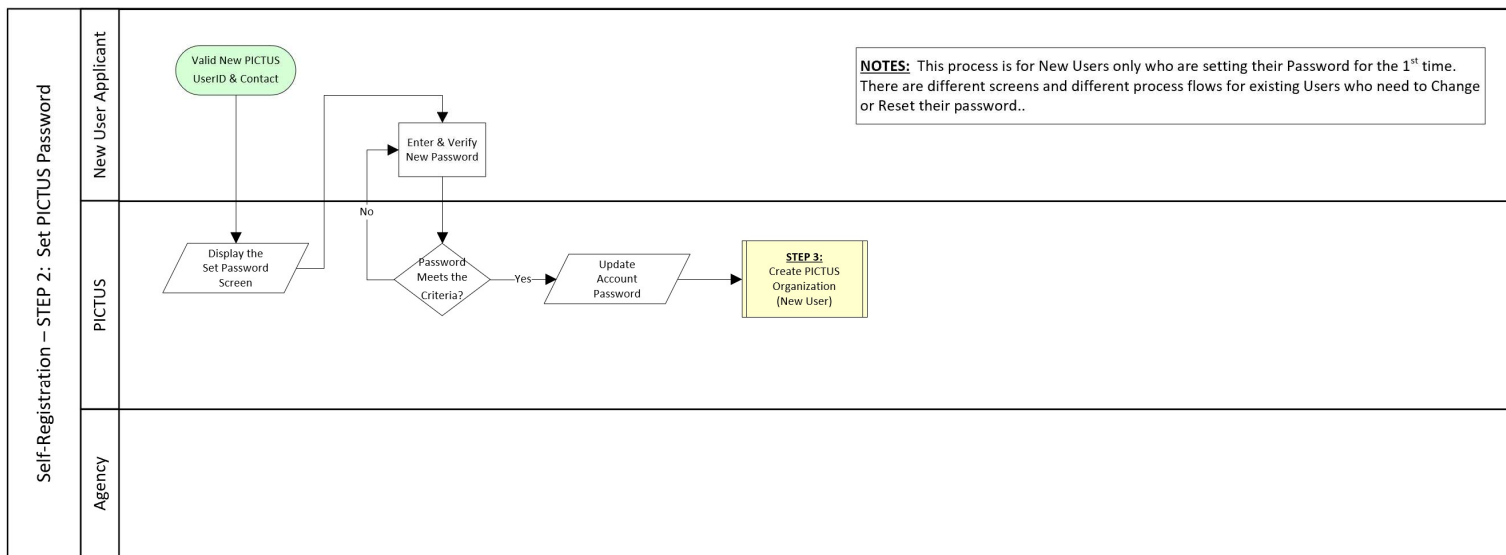 Self-Registration – STEP 2:  Set PICTUS Password
New User Applicant
Valid New PICTUS
UserID & Contact
NOTES:  This process is for New Users only who are setting their Password for the 1st time.
There are different screens and different process flows for existing Users who need to Change
or Reset their password..
Enter & Verify
New Password
No
PICTUS
Display the
Set Password
Screen
Password
Meets the
Criteria?
Yes
Update
Account
Password
STEP 3:
Create PICTUS
Organization
(New User)
Agency